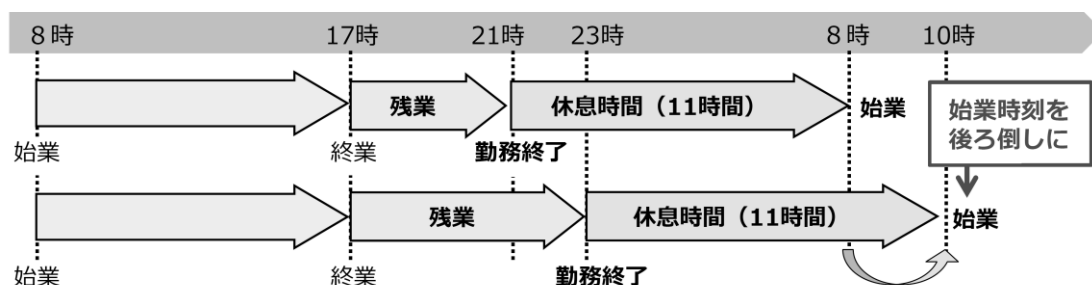 8時 17時 21時 23時 8時 10時
残業 休息時間（11時間） 始業
始業時刻を
後ろ倒しに
始業 終業 勤務終了
残業 休息時間（11時間） 始業
始業 終業 勤務終了